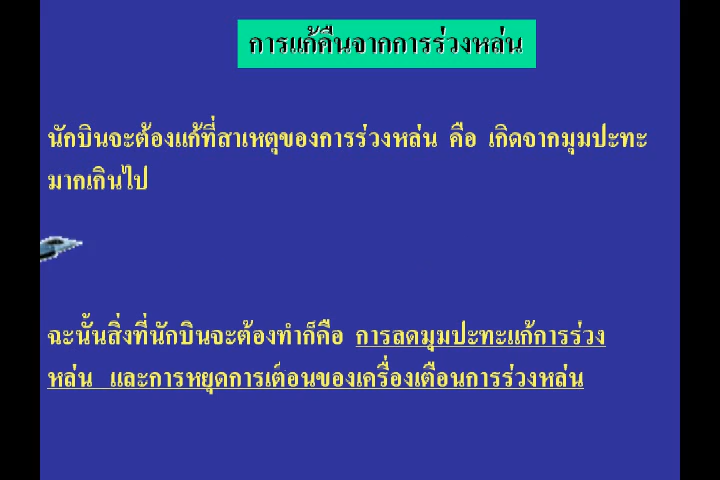 การแก้คืนจากการร่วงหล่น
นักบินจะต้องแก้ที่สาเหตุของการร่วงหล่น คือ เกิดจากมุมปะทะ
มากเกินไป
ฉะนั้นสิ่งที่นักบินจะต้องทำก็คือ การลดมุมปะทะแก้การร่วง
หล่น และการหยุดการเตือนของเครื่องเตือนการร่วงหล่น